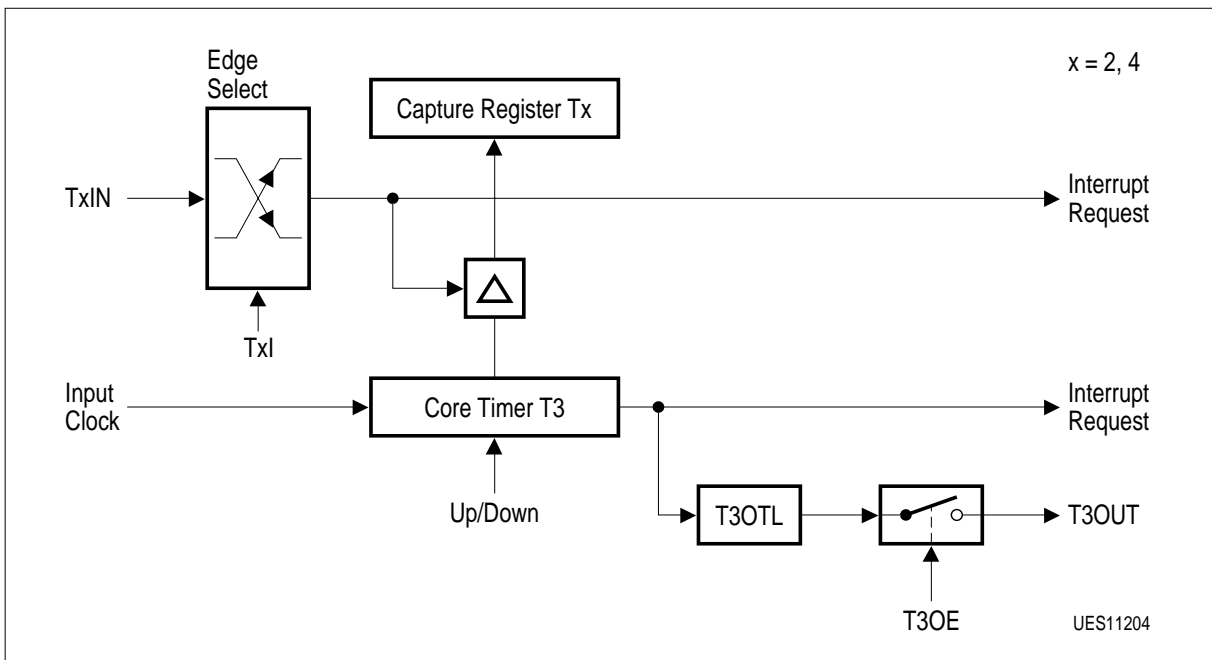 Edge
Select
x = 2, 4
Capture Register Tx
TxIN
Interrupt
Request
TxI
Input
Clock
Core Timer T3
Interrupt
Request
Up/Down
T3OTL
T3OUT
T3OE
UES11204